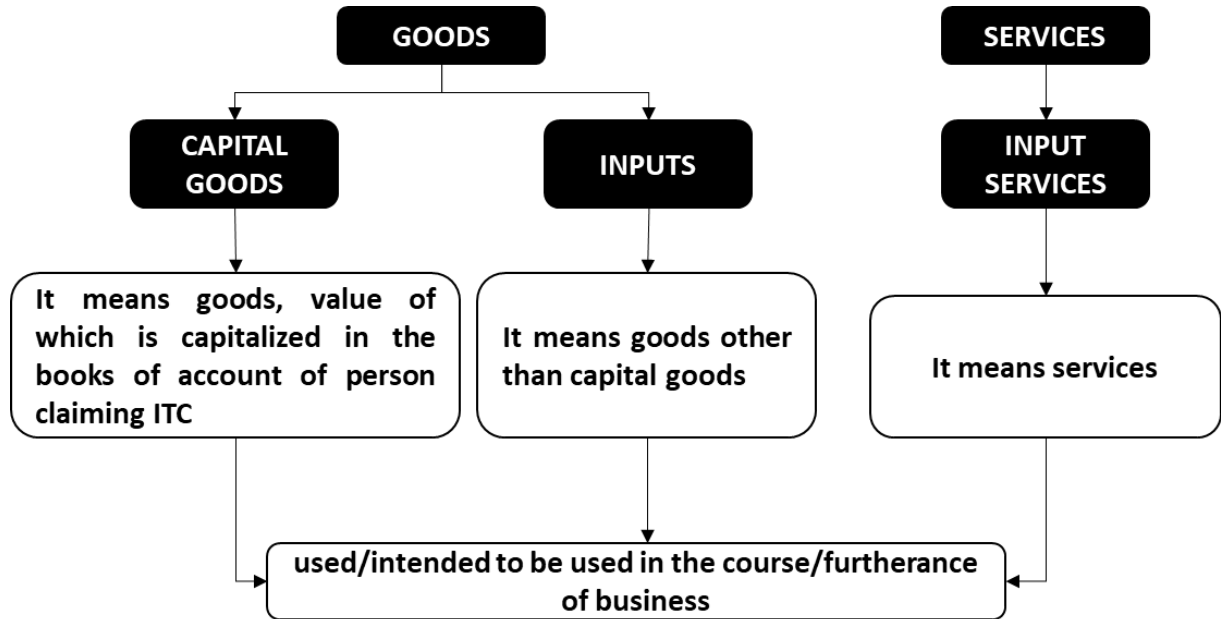 GOODS
SERVICES
CAPITAL
GOODS
INPUTS
INPUT
SERVICES
It means goods, value of
which is capitalized in the
books of account of person
claiming ITC
It means goods other
than capital goods
It means services
used/intended to be used in the course/furtherance
of business